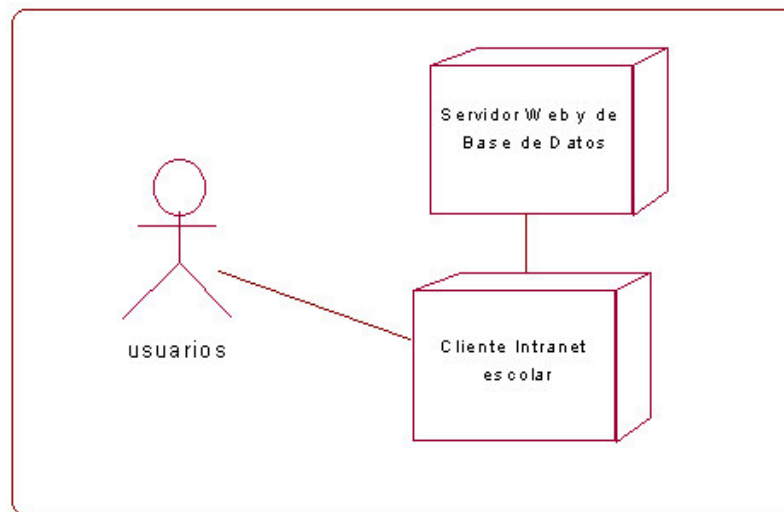 Servidor Web y de
Base de Datos
usuarios
Cliente Intranet
escolar